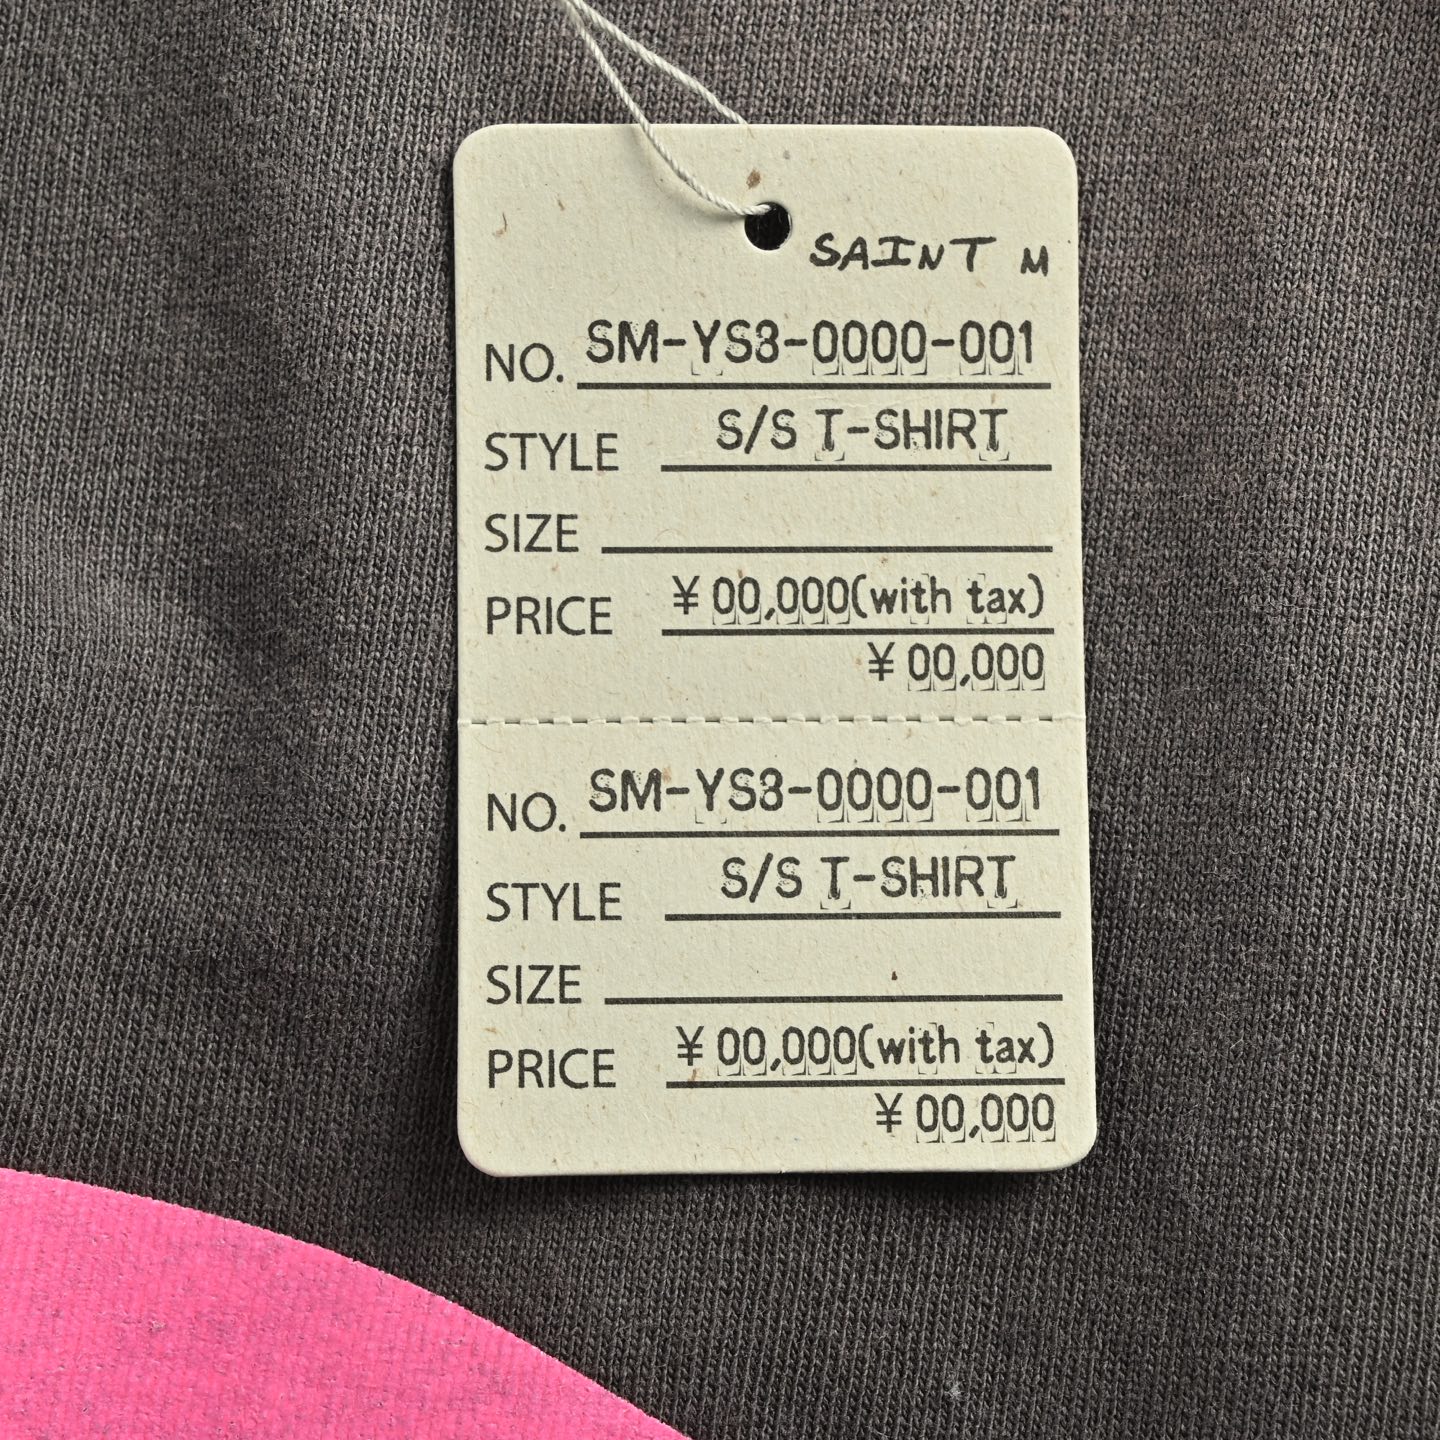 SAINT M
NO. SM-YS3-0000-001
STYLE S/S T-SHIRT
SIZE
PRICE ¥00,000(with tax)
¥00,000
NO. SM-YS3-0000-001
STYLE S/S T-SHIRT
SIZE
PRICE ¥00,000(with tax)
¥00,000